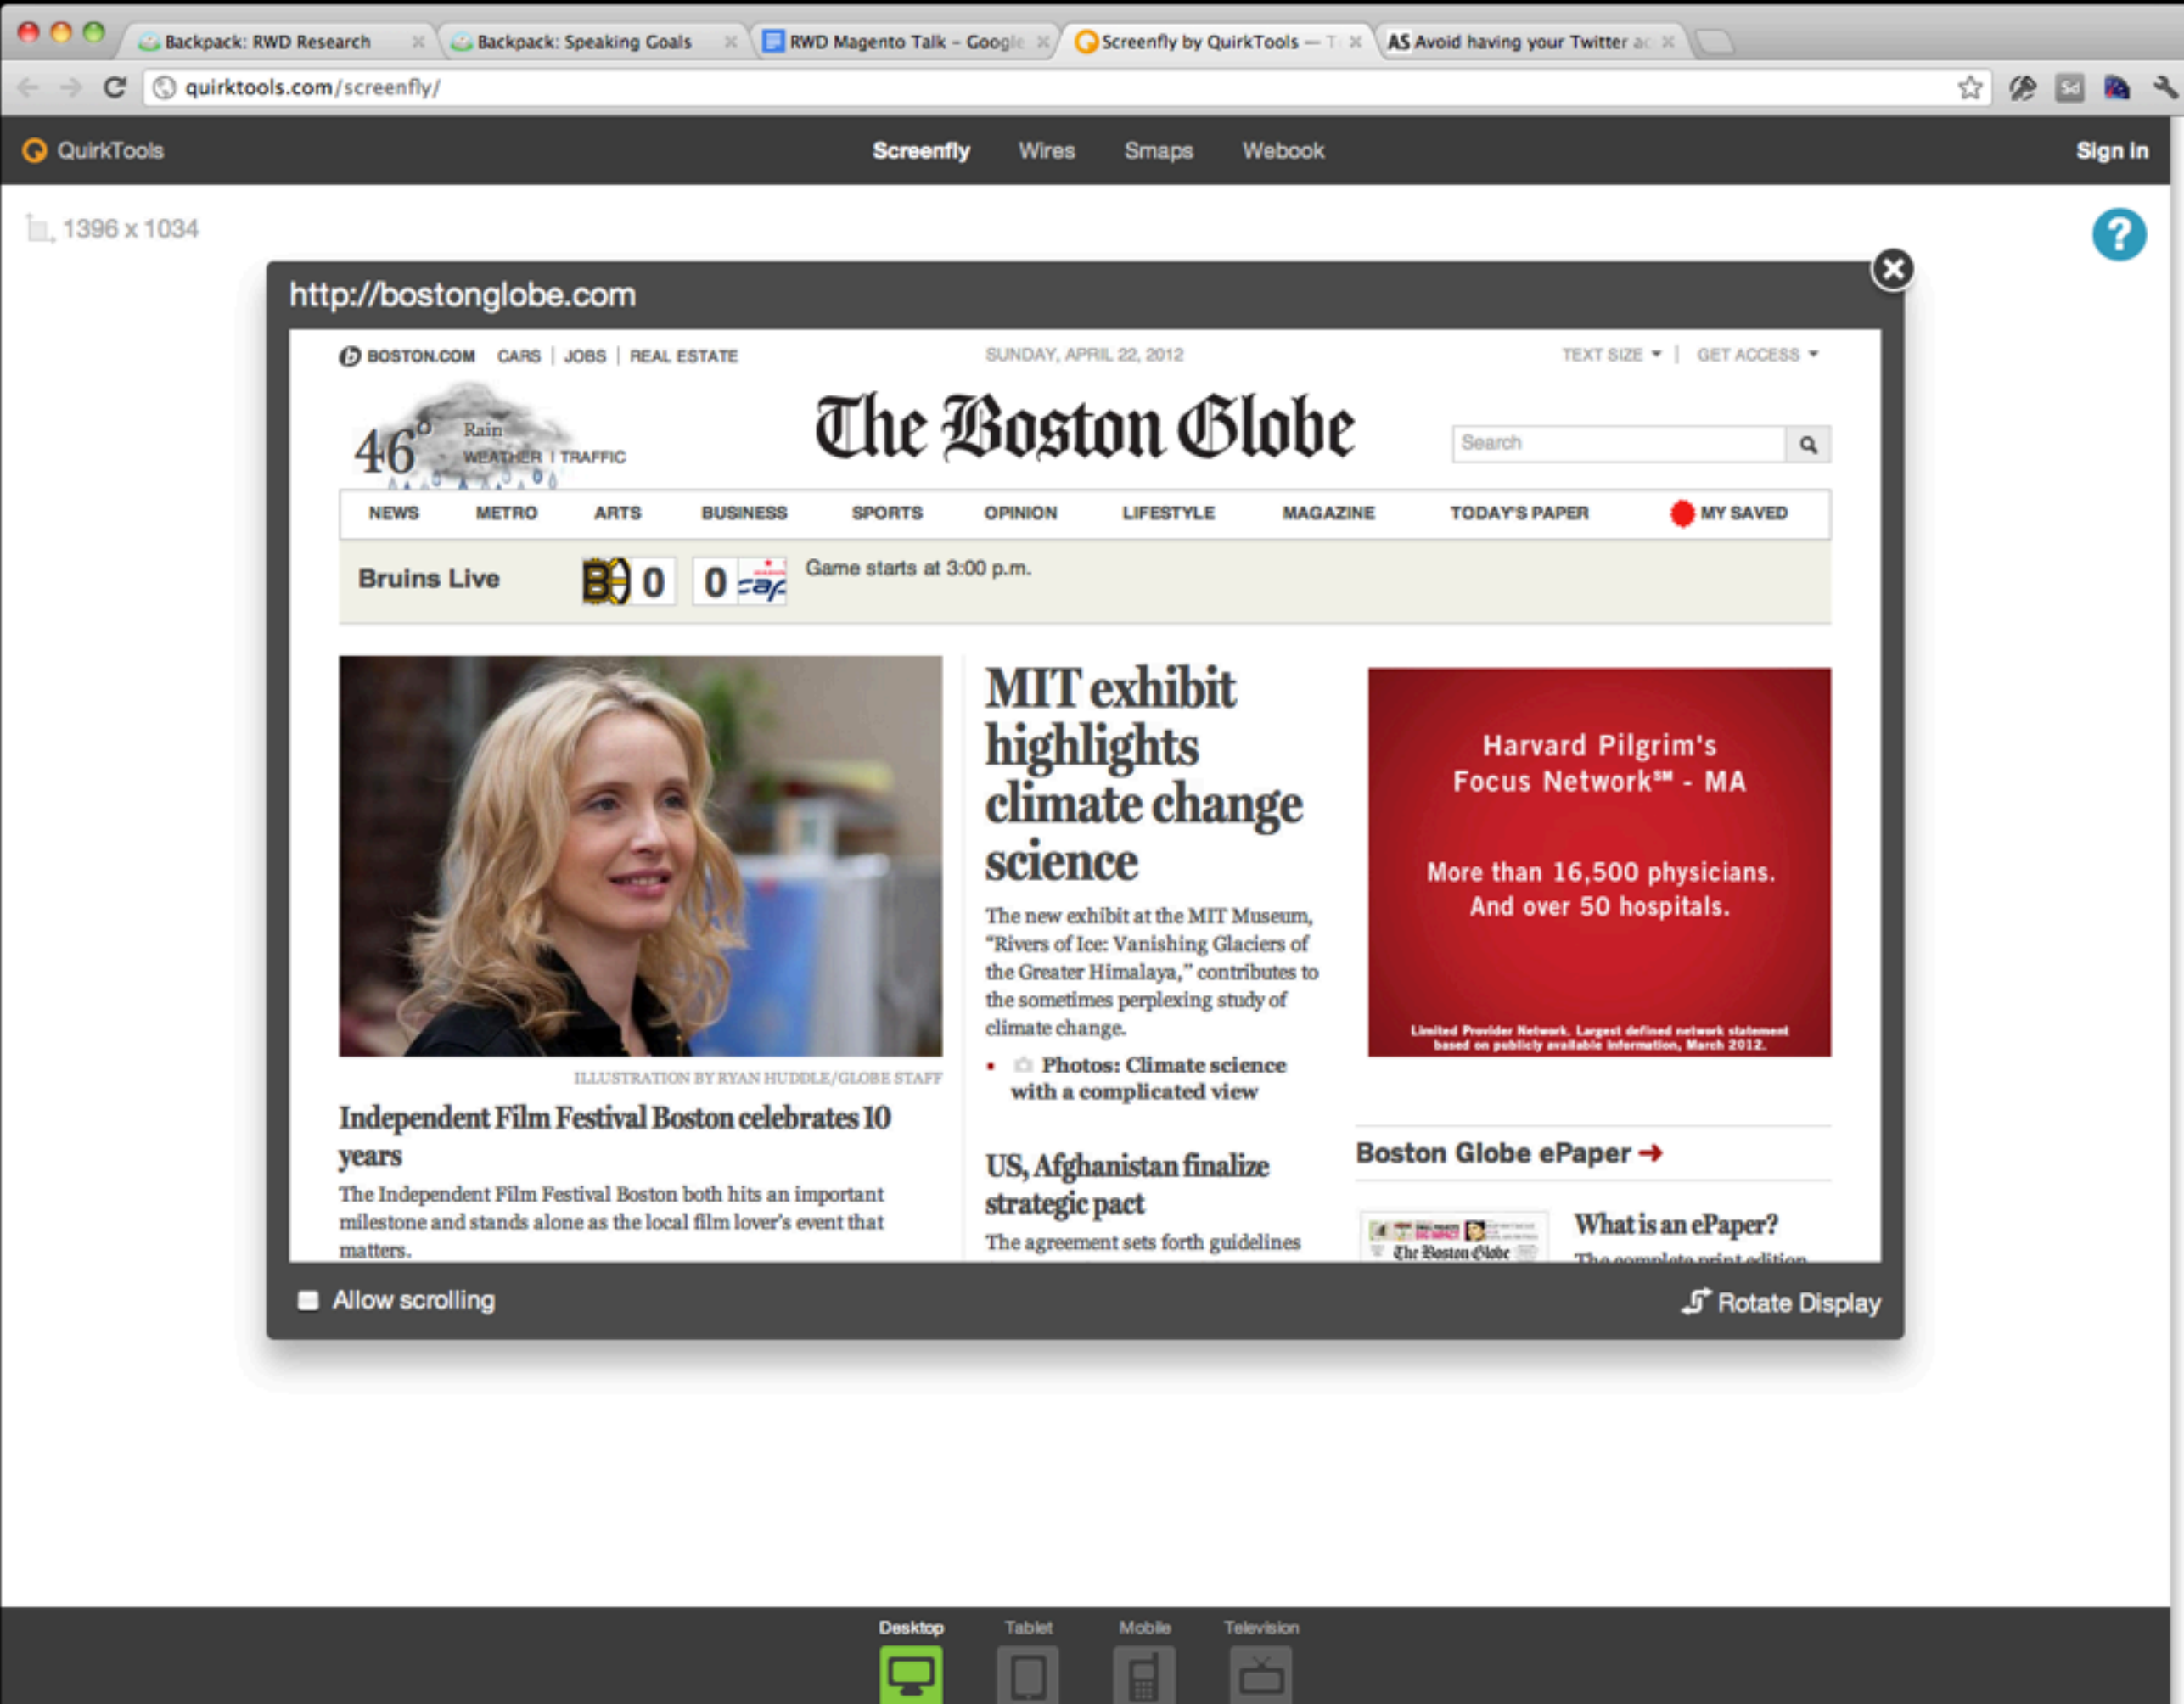 Backpack: RWD Research
Backpack: Speaking Goals
RWD Magento Talk – Google
Screenfly by QuirkTools —
AS Avoid having your Twitter
quirktools.com/screenfly/
Sd
QuirkTools
Screenfly
Wires
Smaps
Webook
Sign in
1396 x 1034
?
http://bostonglobe.com
b BOSTON.COM CARS | JOBS | REAL ESTATE
SUNDAY, APRIL 22, 2012
TEXT SIZE | GET ACCESS
46°
Rain
WEATHER | TRAFFIC
The Boston Globe
Search
NEWS METRO ARTS BUSINESS SPORTS OPINION LIFESTYLE MAGAZINE TODAY'S PAPER MY SAVED
Bruins Live
B 0
0 cap
Game starts at 3:00 p.m.
ILLUSTRATION BY RYAN HUDDLE/GLOBE STAFF
Independent Film Festival Boston celebrates 10
years
The Independent Film Festival Boston both hits an important
milestone and stands alone as the local film lover's event that
matters.
MIT exhibit
highlights
climate change
science
The new exhibit at the MIT Museum,
“Rivers of Ice: Vanishing Glaciers of
the Greater Himalaya,” contributes to
the sometimes perplexing study of
climate change.
• Photos: Climate science
with a complicated view
US, Afghanistan finalize
strategic pact
The agreement sets forth guidelines
Harvard Pilgrim's
Focus Network℠ - MA
More than 16,500 physicians.
And over 50 hospitals.
Limited Provider Network. Largest defined network statement
based on publicly available information, March 2012.
Boston Globe ePaper
The Boston Globe
What is an ePaper?
The complete print edition
Allow scrolling
Rotate Display
Desktop
Tablet
Mobile
Television